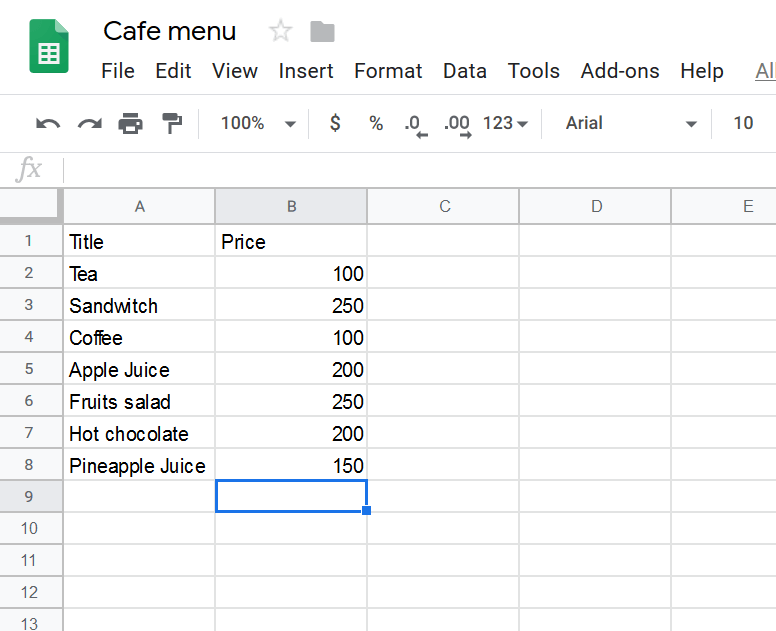 Cafe menu
File Edit View Insert Format Data Tools Add-ons Help Al
100% $ % .0 .00 123 Arial 10
fx
A B C D E
1 Title Price
2 Tea 100
3 Sandwitch 250
4 Coffee 100
5 Apple Juice 200
6 Fruits salad 250
7 Hot chocolate 200
8 Pineapple Juice 150
9
10
11
12
13